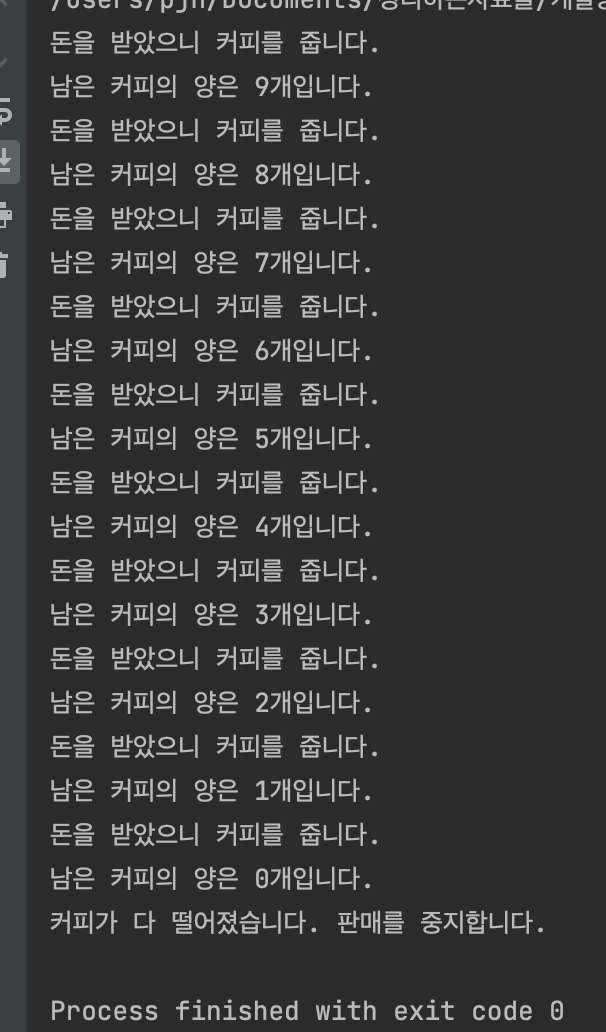 /Users/pjh/Documents/
돈을 받았으니 커피를 줍니다.
남은 커피의 양은 9개입니다.
돈을 받았으니 커피를 줍니다.
남은 커피의 양은 8개입니다.
돈을 받았으니 커피를 줍니다.
남은 커피의 양은 7개입니다.
돈을 받았으니 커피를 줍니다.
남은 커피의 양은 6개입니다.
돈을 받았으니 커피를 줍니다.
남은 커피의 양은 5개입니다.
돈을 받았으니 커피를 줍니다.
남은 커피의 양은 4개입니다.
돈을 받았으니 커피를 줍니다.
남은 커피의 양은 3개입니다.
돈을 받았으니 커피를 줍니다.
남은 커피의 양은 2개입니다.
돈을 받았으니 커피를 줍니다.
남은 커피의 양은 1개입니다.
돈을 받았으니 커피를 줍니다.
남은 커피의 양은 0개입니다.
커피가 다 떨어졌습니다. 판매를 중지합니다.
Process finished with exit code 0